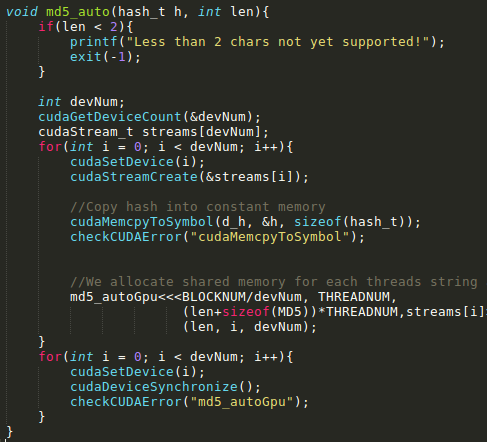 void md5_auto(hash_t h, int len){
    if(len < 2){
        printf("Less than 2 chars not yet supported!");
        exit(-1);
    }

    int devNum;
    cudaGetDeviceCount(&devNum);
    cudaStream_t streams[devNum];
    for(int i = 0; i < devNum; i++){
        cudaSetDevice(i);
        cudaStreamCreate(&streams[i]);

        //Copy hash into constant memory
        cudaMemcpyToSymbol(d_h, &h, sizeof(hash_t));
        checkCUDAError("cudaMemcpyToSymbol");


        //We allocate shared memory for each threads string
        md5_autoGpu<<<BLOCKNUM/devNum, THREADNUM,
                      (len+sizeof(MD5))*THREADNUM,streams[i]
                      (len, i, devNum);
    }
    for(int i = 0; i < devNum; i++){
        cudaSetDevice(i);
        cudaDeviceSynchronize();
        checkCUDAError("md5_autoGpu");
    }
}